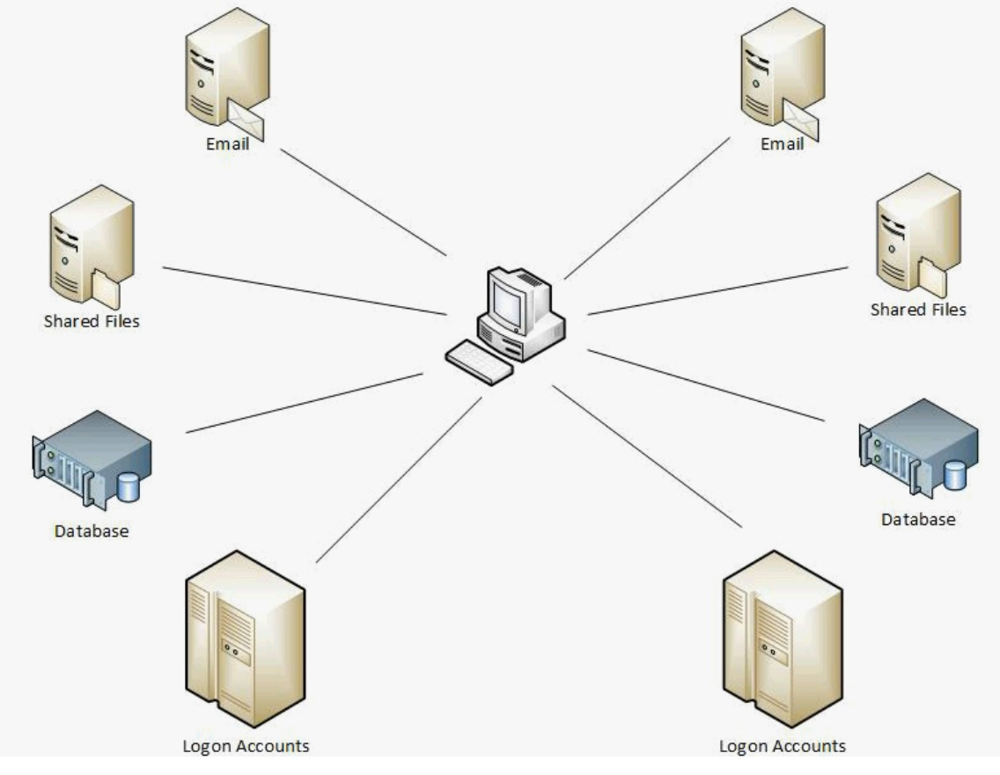 Email
Email
Shared Files
Shared Files
Database
Database
Logon Accounts
Logon Accounts